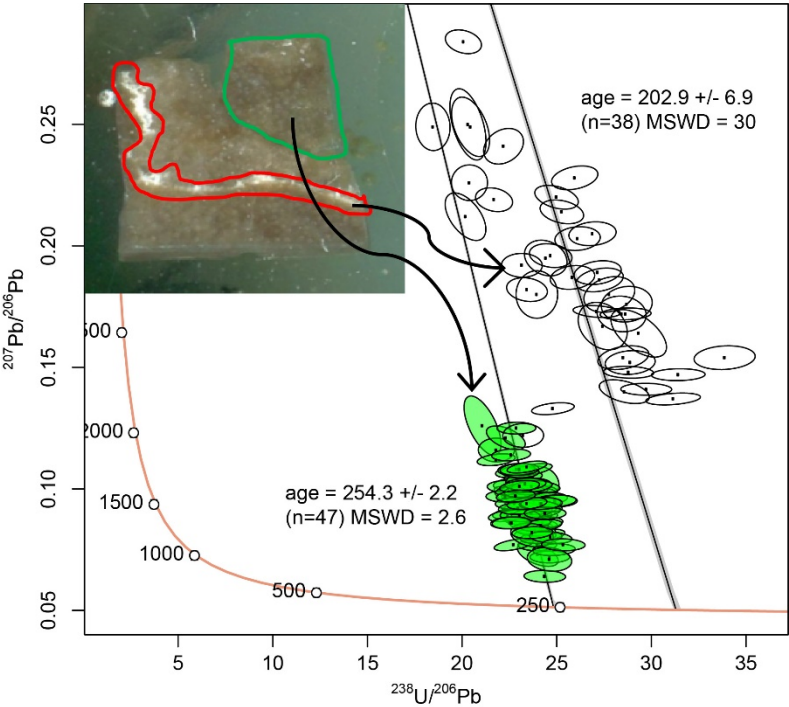 0.25
0.20
0.15
0.10
0.05
207Pb/206Pb
age = 202.9 +/- 6.9
(n=38) MSWD = 30
age = 254.3 +/- 2.2
(n=47) MSWD = 2.6
500
2000
1500
1000
500
250
5 10 15 20 25 30 35
238U/206Pb